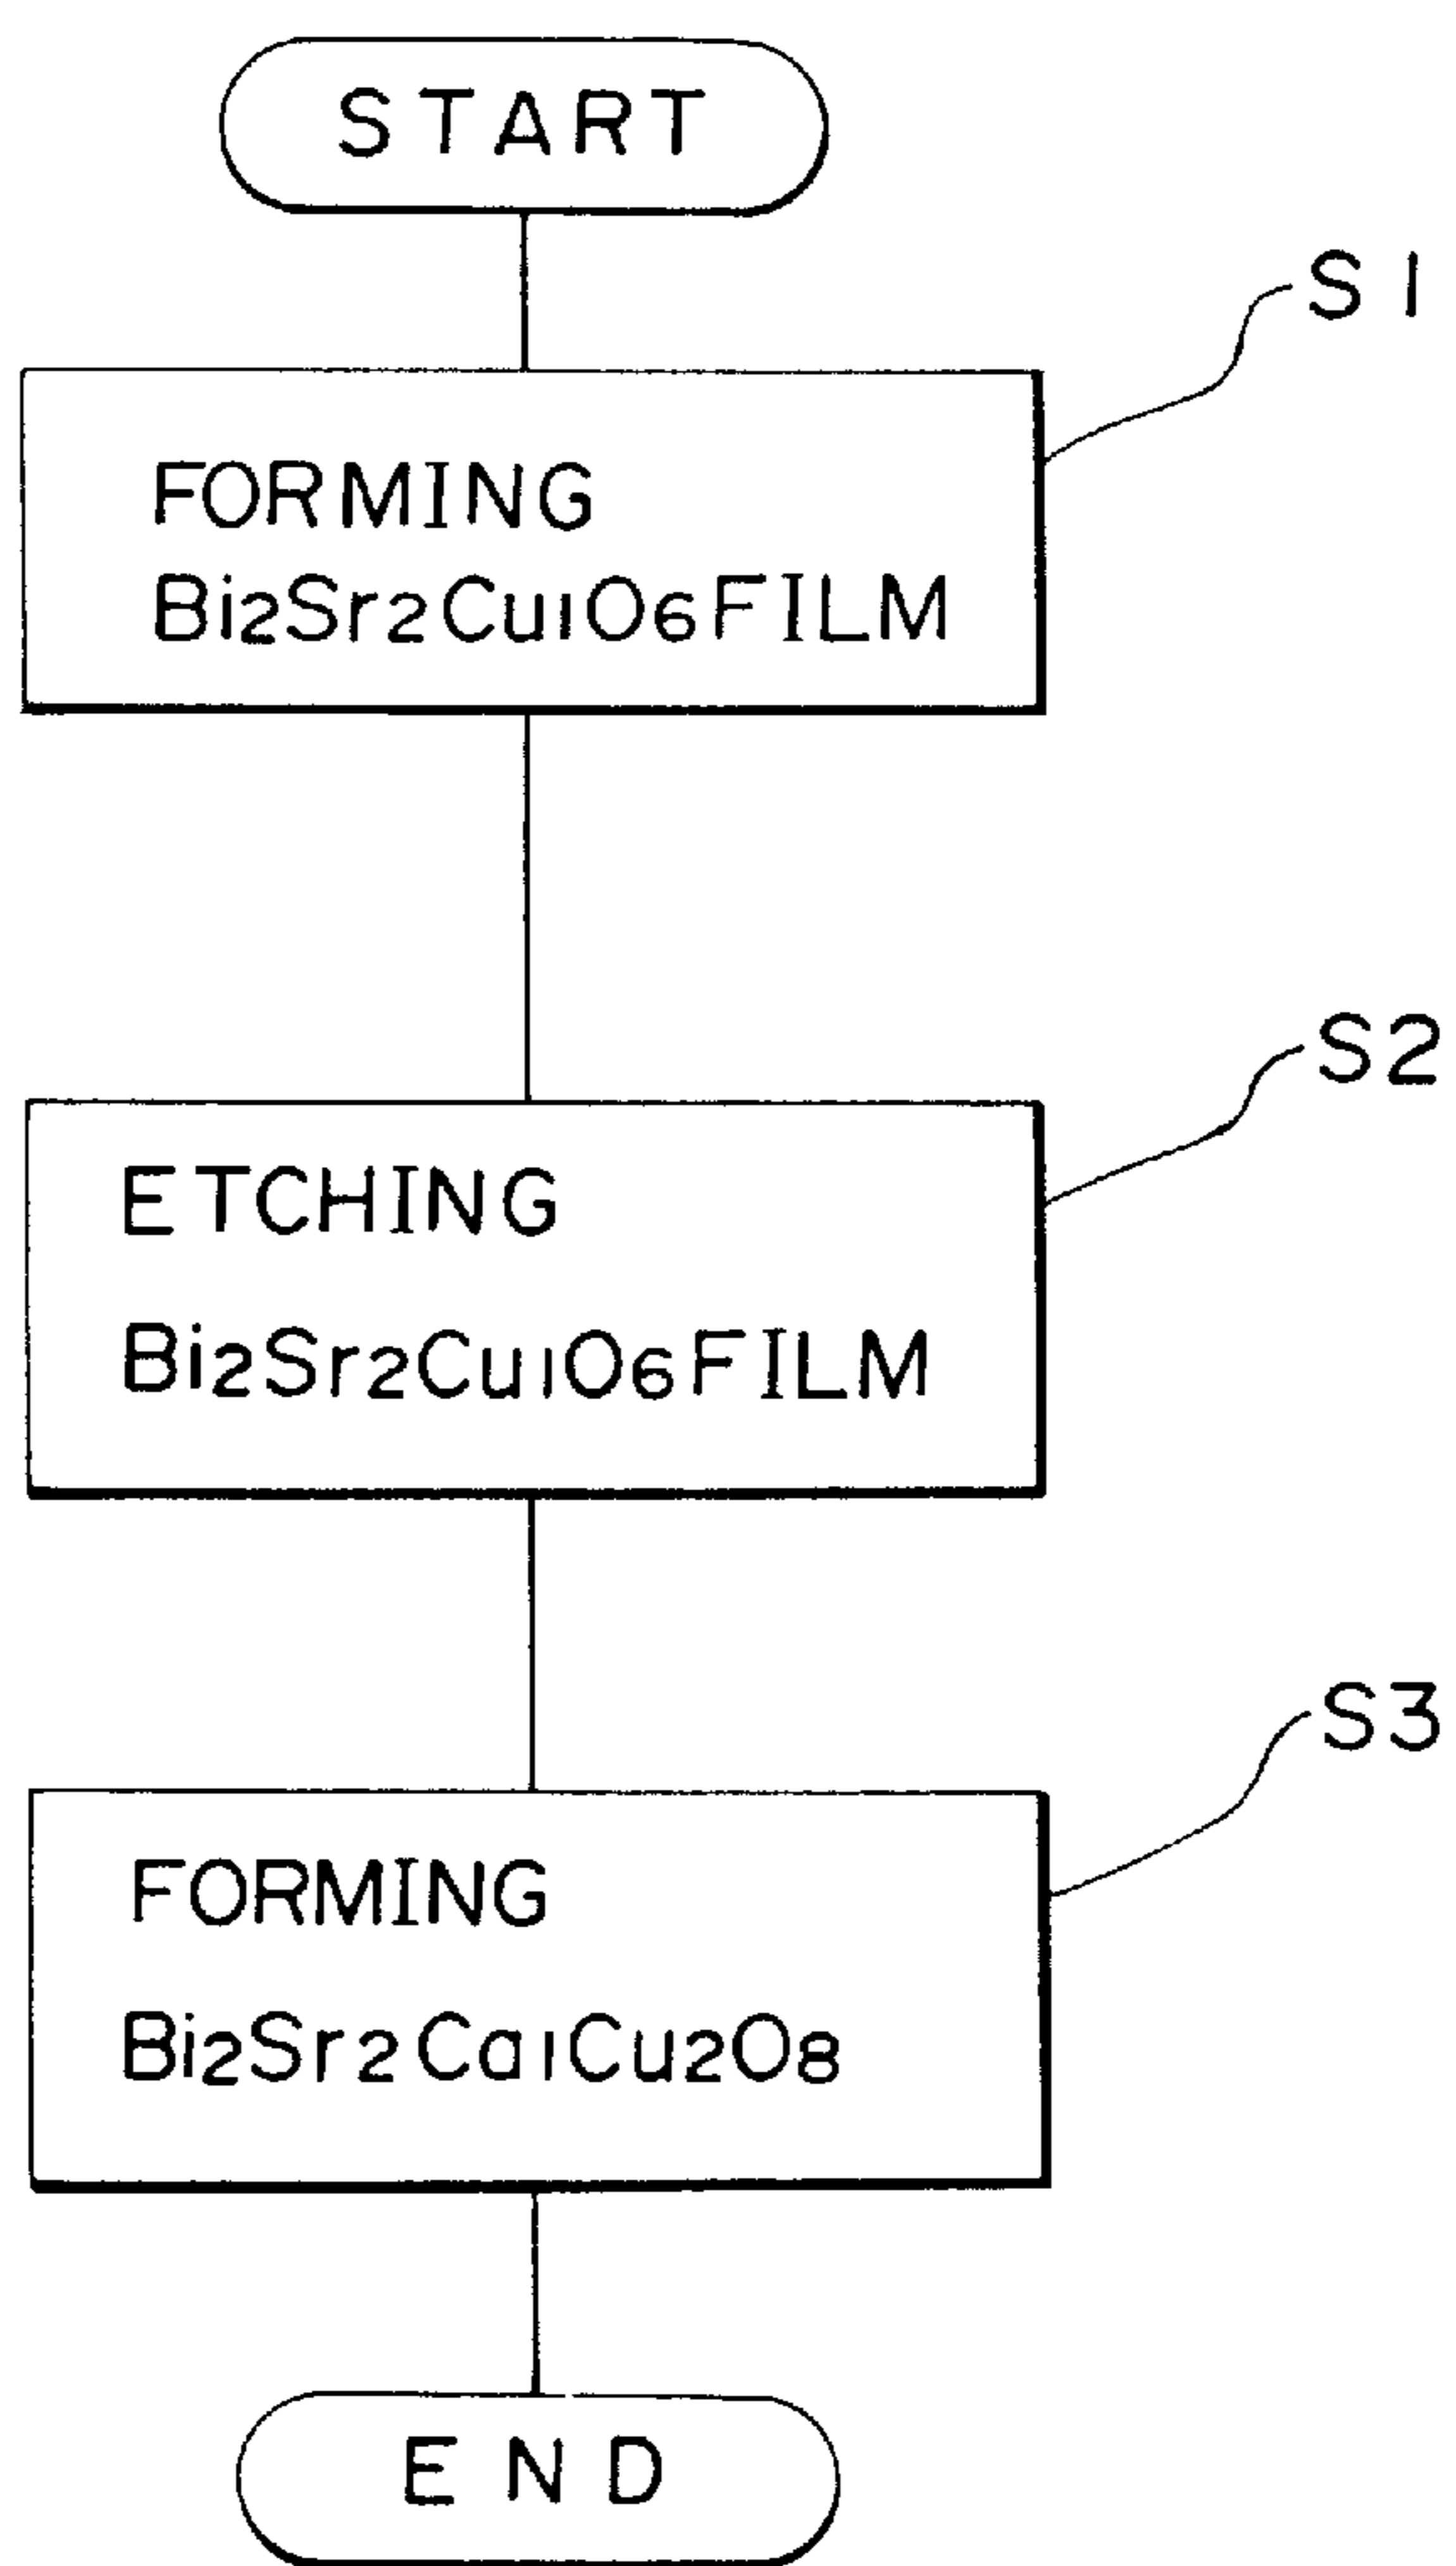 START
S1
FORMING
Bi2Sr2Cu1O6FILM
S2
ETCHING
Bi2Sr2Cu1O6FILM
S3
FORMING
Bi2Sr2Ca1Cu2O8
END